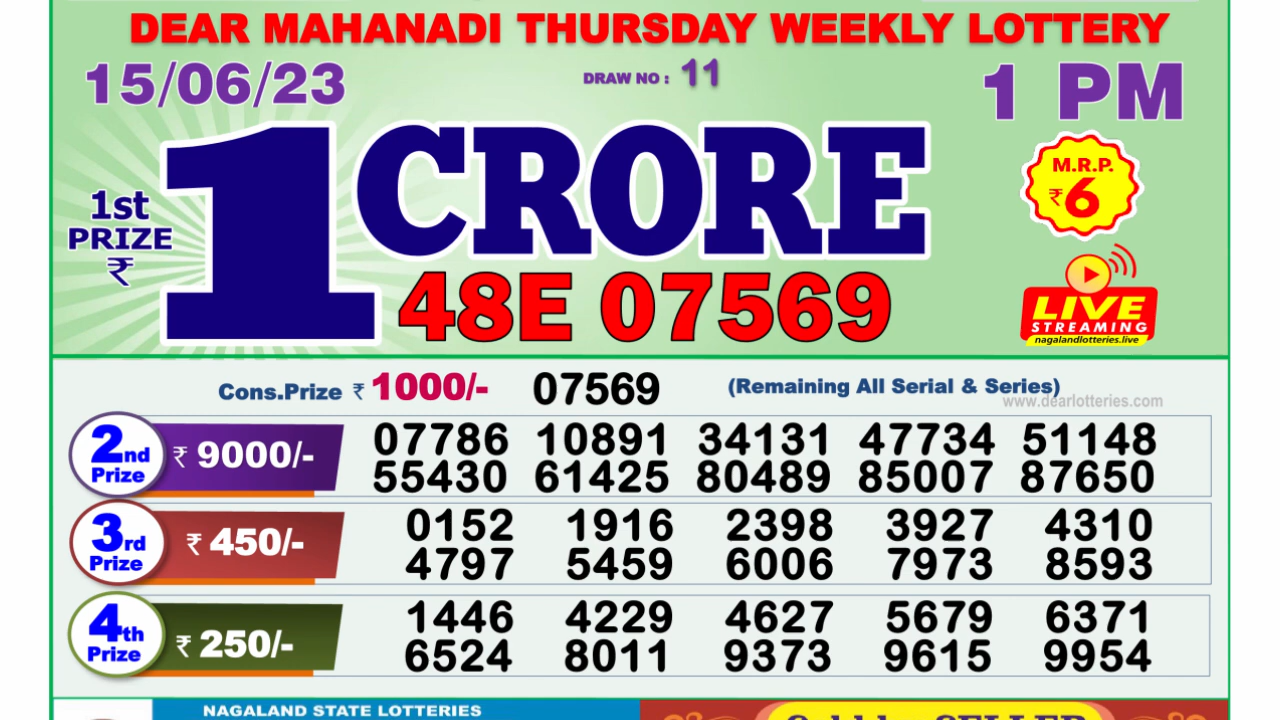 DEAR MAHANADI THURSDAY WEEKLY LOTTERY
15/06/23
DRAW NO : 11
1 PM
1st
PRIZE
₹
1 CRORE
48E 07569
M.R.P.
₹6
LIVE
STREAMING
nagalandlotteries.live
Cons.Prize ₹ 1000/- 07569 (Remaining All Serial & Series)
www.dearlotteries.com
2nd Prize ₹ 9000/-
07786 10891 34131 47734 51148
55430 61425 80489 85007 87650
3rd Prize ₹ 450/-
0152 1916 2398 3927 4310
4797 5459 6006 7973 8593
4th Prize ₹ 250/-
1446 4229 4627 5679 6371
6524 8011 9373 9615 9954
NAGALAND STATE LOTTERIES